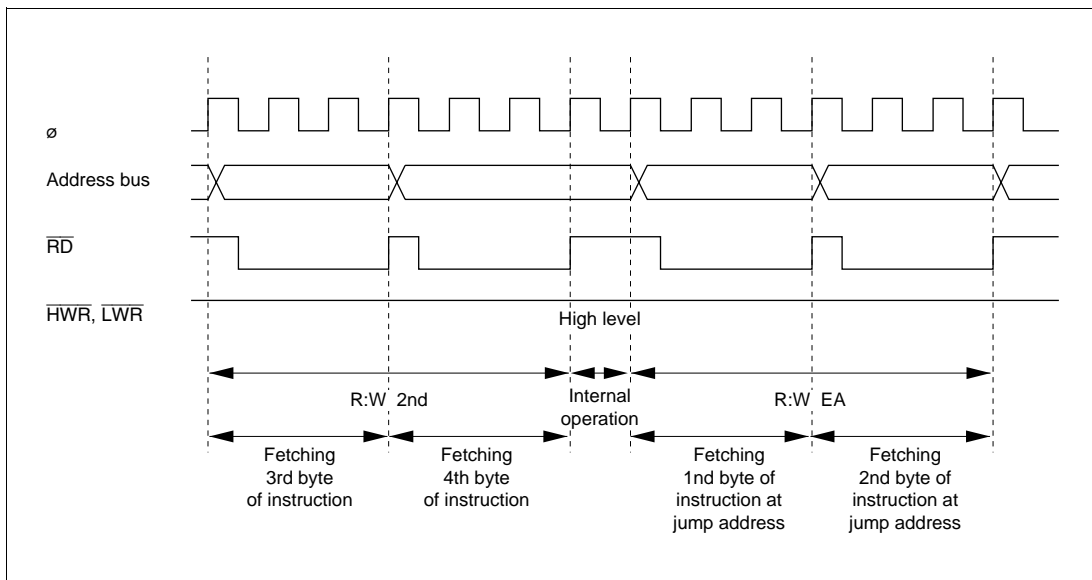 ø
Address bus
RD
HWR, LWR
High level
R:W 2nd
Internal
operation
R:W EA
Fetching
3rd byte
of instruction
Fetching
4th byte
of instruction
Fetching
1nd byte of
instruction at
jump address
Fetching
2nd byte of
instruction at
jump address